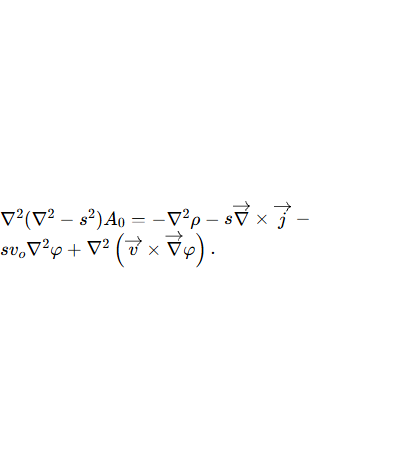 ∇²(∇² − s²)A₀ = −∇²ρ − s∇⃗ × j⃗ −
sv₀∇²φ + ∇²(v⃗ × ∇⃗φ).